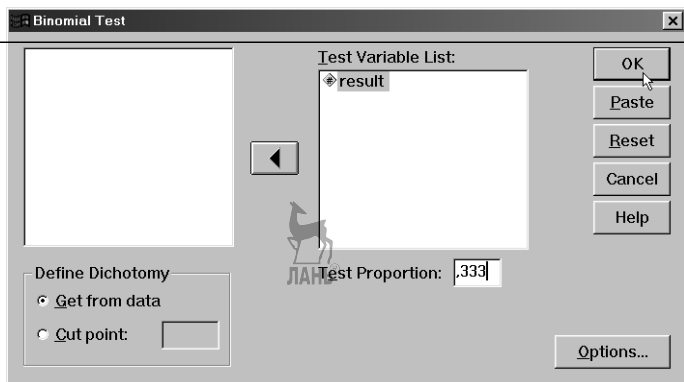 Binomial Test
Test Variable List:
result
OK
Paste
Reset
Cancel
Help
Define Dichotomy
Get from data
Cut point:
ЛАНЬ®
Test Proportion: ,333
Options...